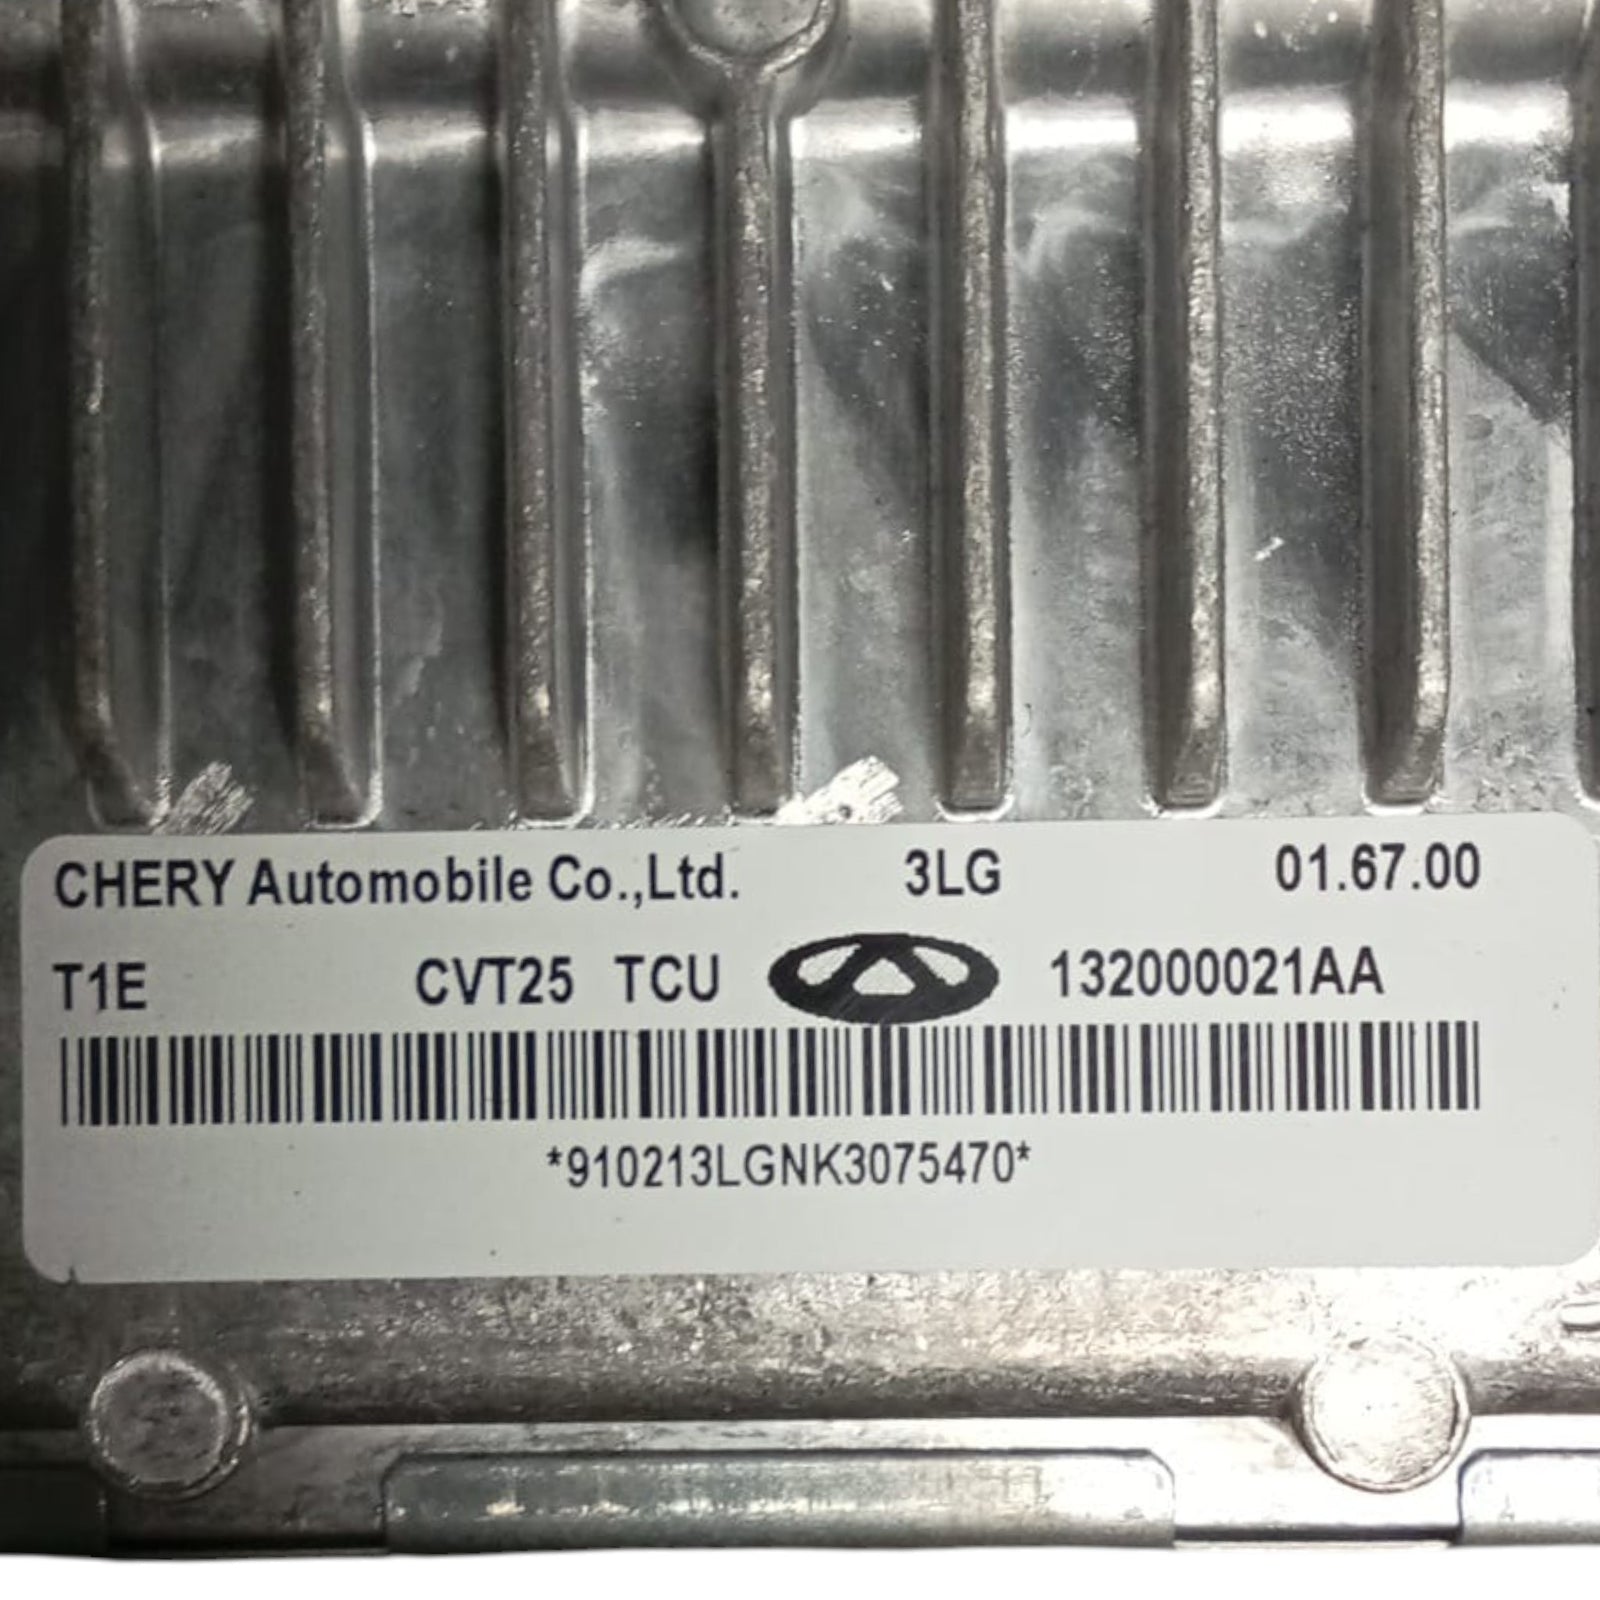 CHERY Automobile Co.,Ltd. 3LG 01.67.00
T1E CVT25 TCU 132000021AA
*910213LGNK3075470*